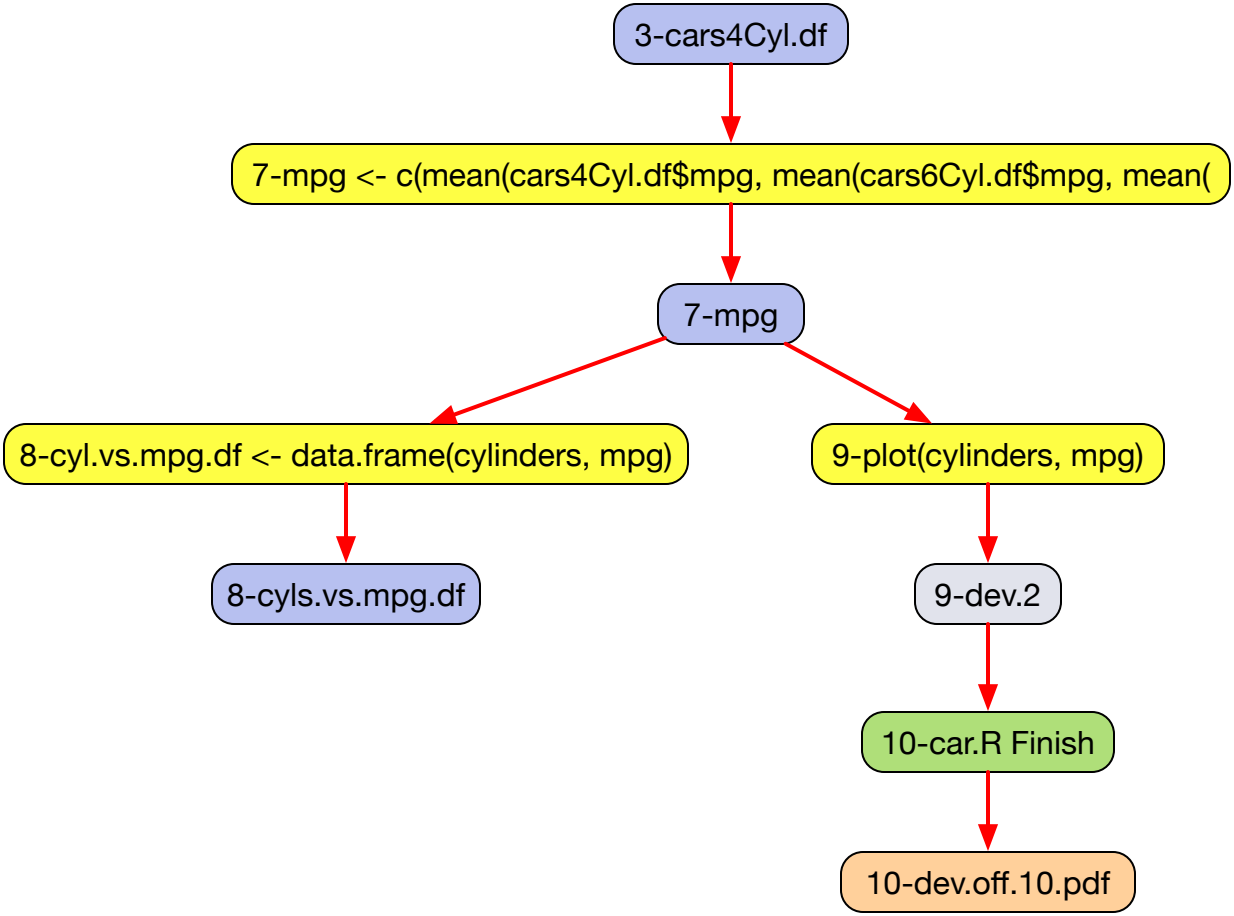 3-cars4Cyl.df
7-mpg <- c(mean(cars4Cyl.df$mpg, mean(cars6Cyl.df$mpg, mean(
7-mpg
8-cyl.vs.mpg.df <- data.frame(cylinders, mpg)
9-plot(cylinders, mpg)
8-cyls.vs.mpg.df
9-dev.2
10-car.R Finish
10-dev.off.10.pdf